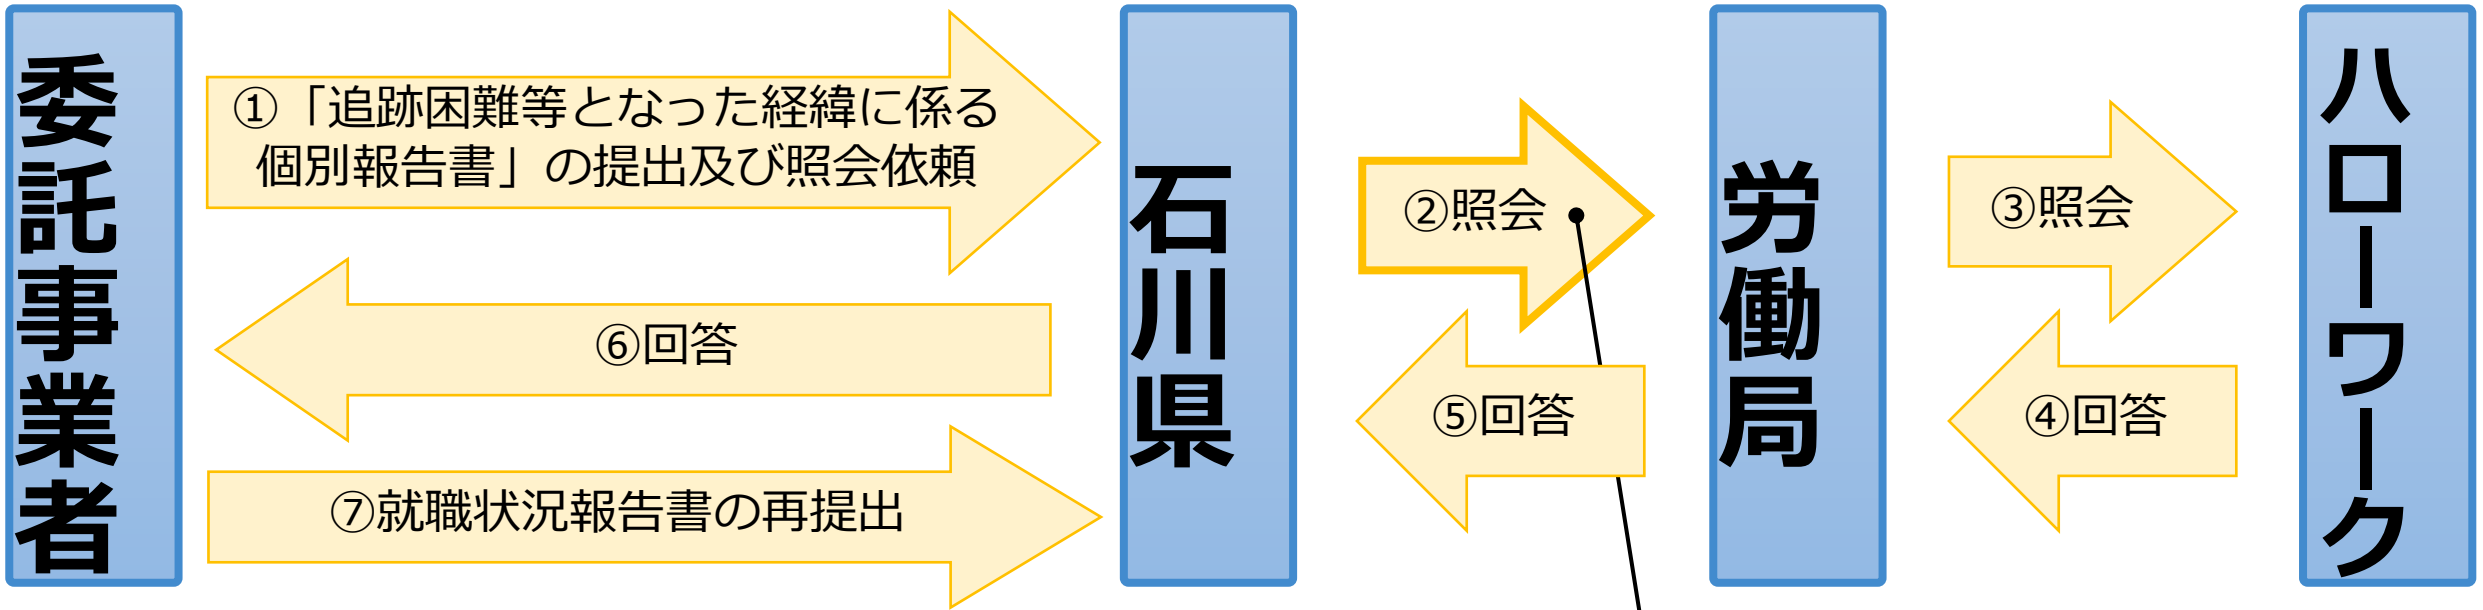 委託事業者
①「追跡困難等となった経緯に係る
個別報告書」の提出及び照会依頼
⑥回答
⑦就職状況報告書の再提出
石川県
②照会
⑤回答
労働局
③照会
④回答
ハローワーク